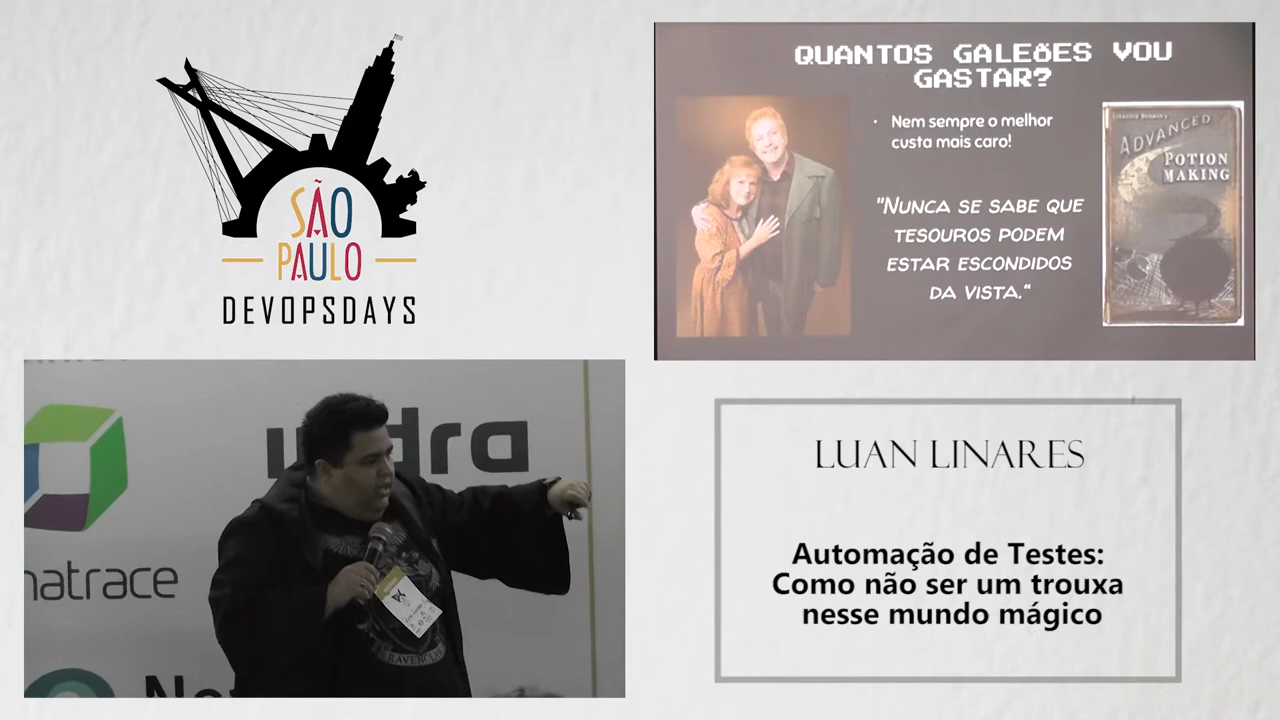 SÃO
PAULO
DEVOPSDAYS
QUANTOS GALEÕES VOU
GASTAR?
· Nem sempre o melhor
custa mais caro!
"NUNCA SE SABE QUE
TESOUROS PODEM
ESTAR ESCONDIDOS
DA VISTA."
ADVANCED
POTION
MAKING
natrace
RAVENCLAW
LUAN LINARES
Automação de Testes:
Como não ser um trouxa
nesse mundo mágico